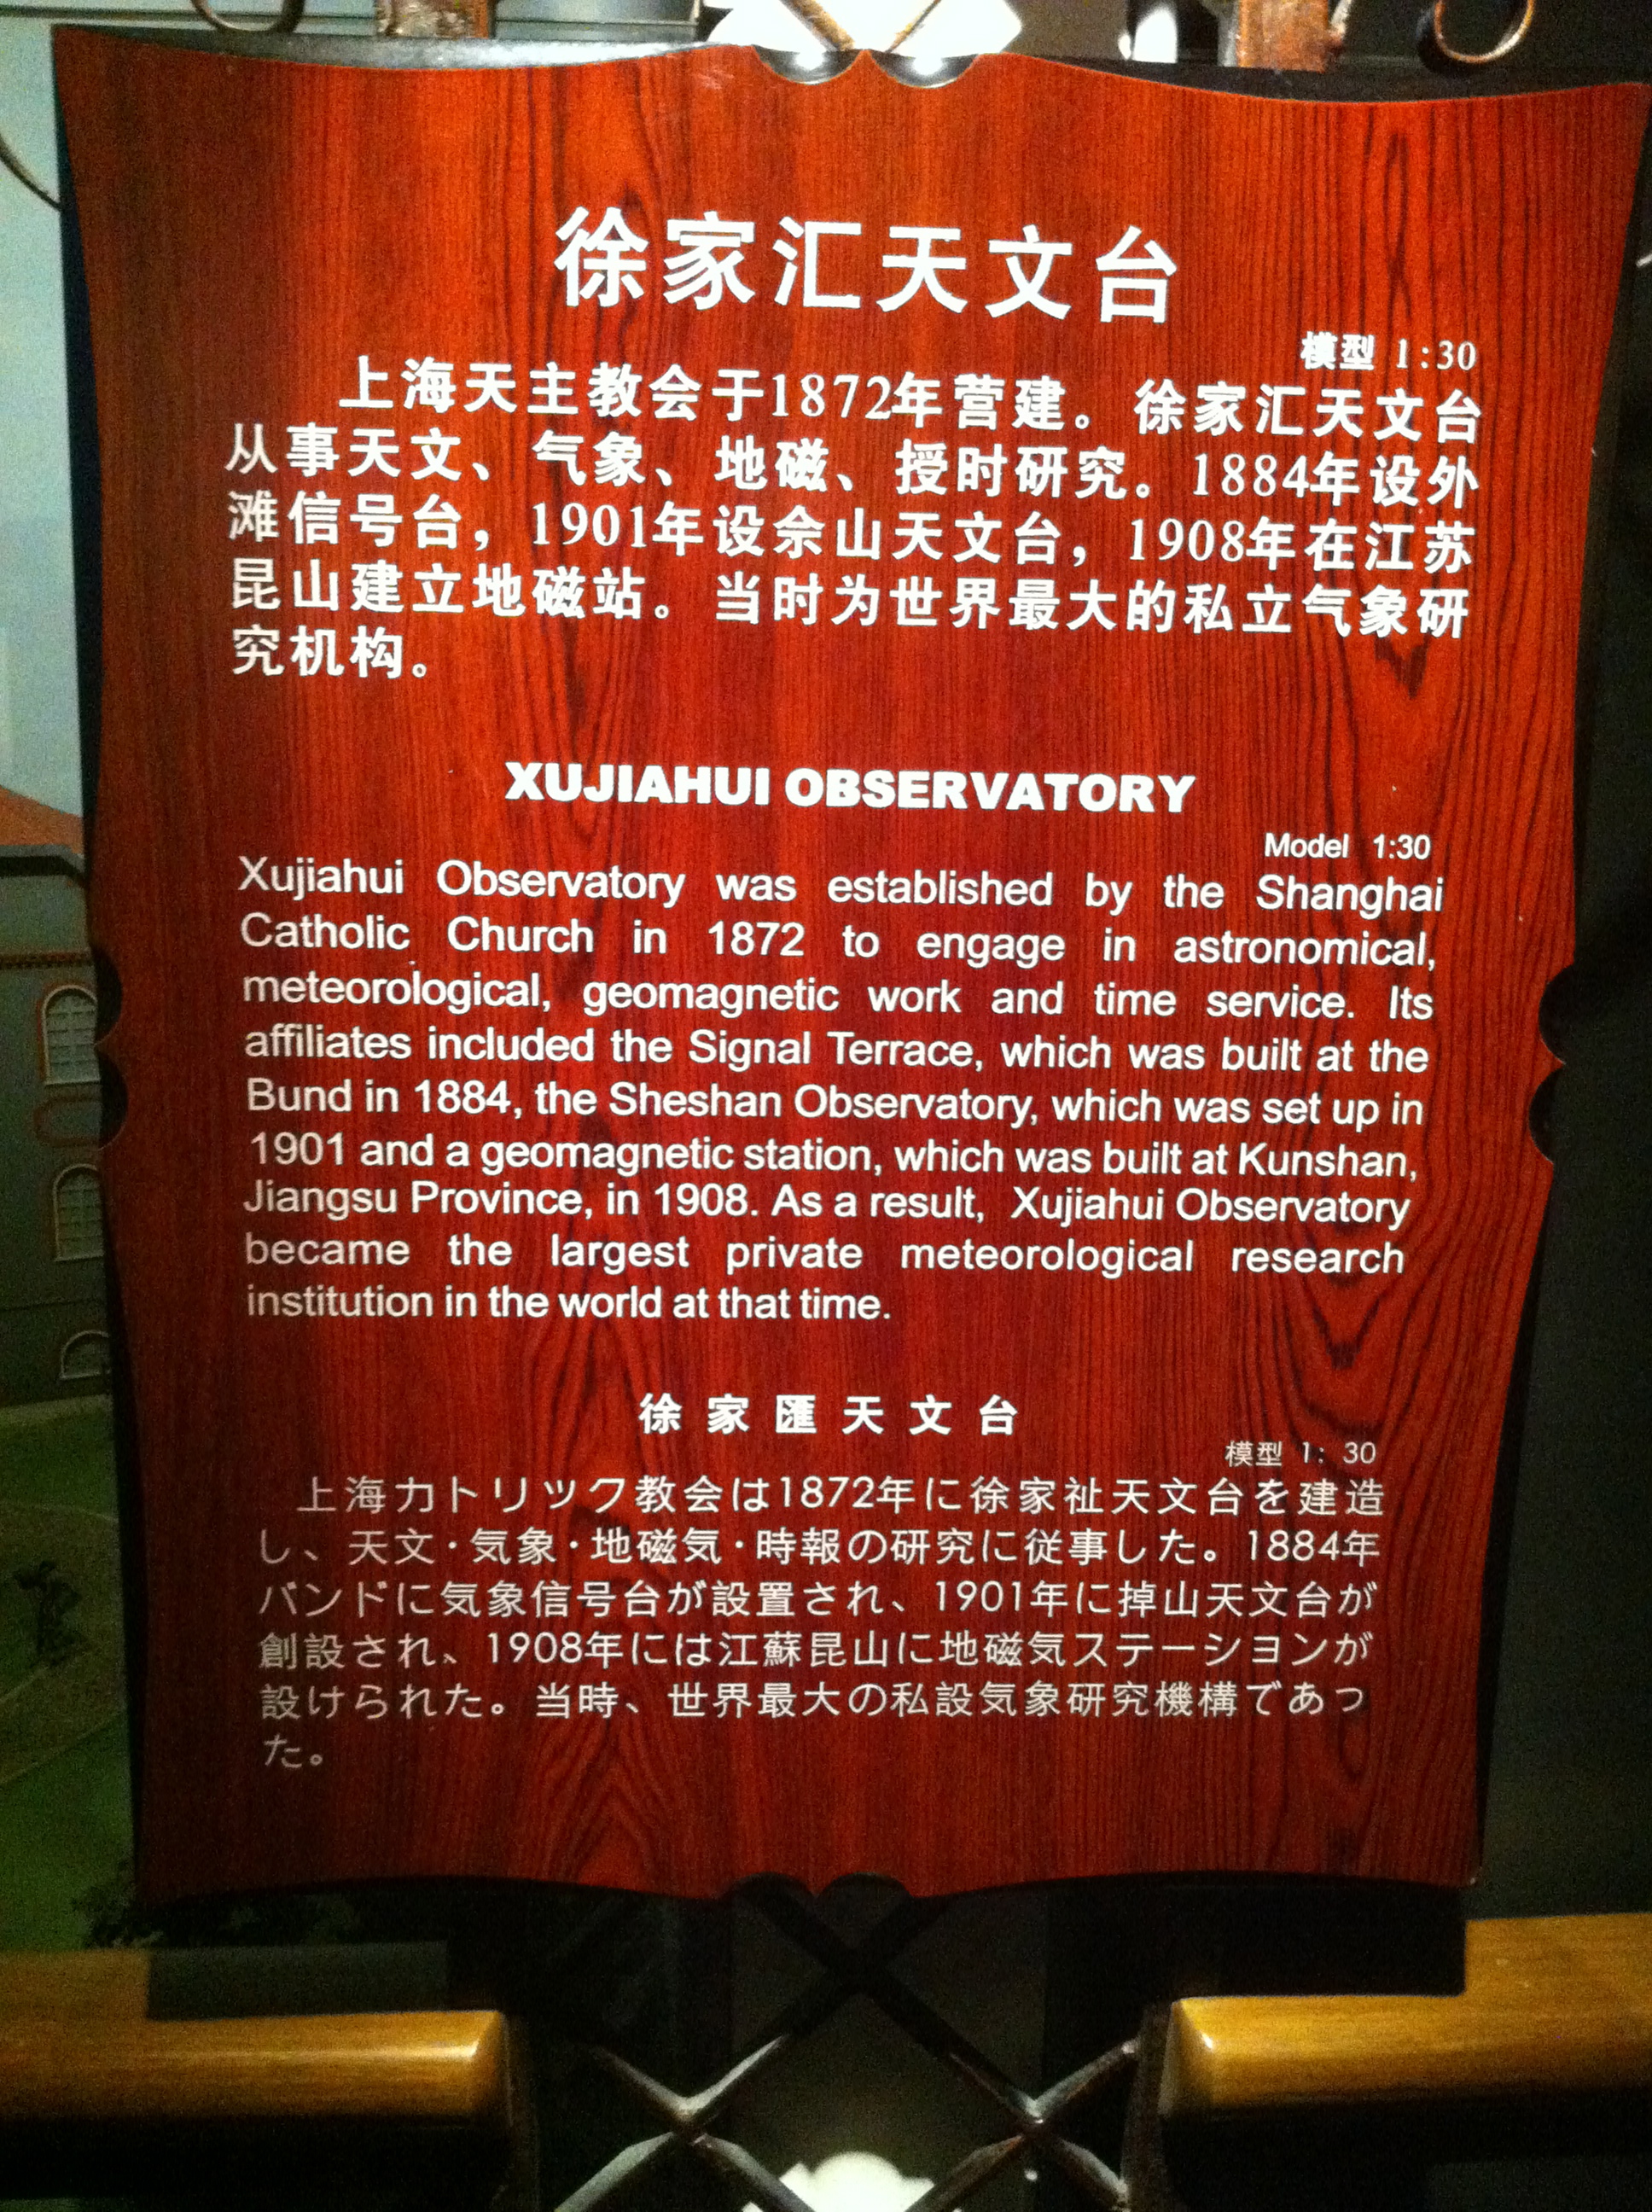 徐家汇天文台
模型 1:30
上海天主教会于1872年营建。徐家汇天文台
从事天文、气象、地磁、授时研究。1884年设外
滩信号台，1901年设佘山天文台，1908年在江苏
昆山建立地磁站。当时为世界最大的私立气象研
究机构。
XUJIAHUI OBSERVATORY
Model 1:30
Xujiahui Observatory was established by the Shanghai
Catholic Church in 1872 to engage in astronomical,
meteorological, geomagnetic work and time service. Its
affiliates included the Signal Terrace, which was built at the
Bund in 1884, the Sheshan Observatory, which was set up in
1901 and a geomagnetic station, which was built at Kunshan,
Jiangsu Province, in 1908. As a result, Xujiahui Observatory
became the largest private meteorological research
institution in the world at that time.
徐家匯天文台
模型 1: 30
上海カトリック教会は1872年に徐家祉天文台を建造
し、天文·気象·地磁気·時報の研究に従事した。1884年
バンドに気象信号台が設置され、1901年に掉山天文台が
創設され、1908年には江蘇昆山に地磁気ステーションが
設けられた。当時、世界最大の私設気象研究機構であっ
た。